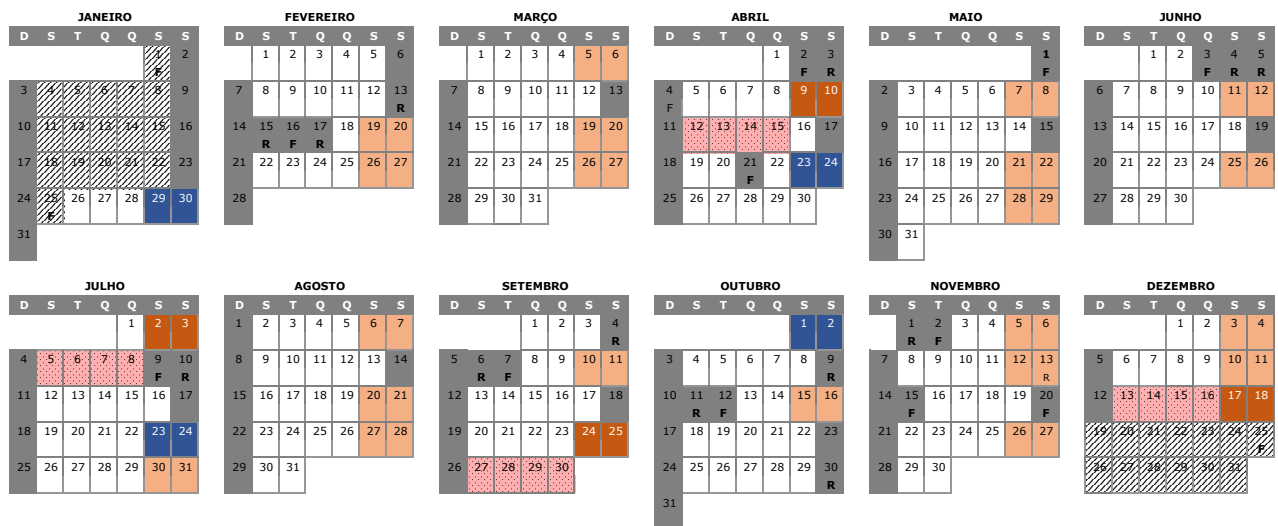 JANEIRO
D S T Q Q S S
1 2
F
3 4 5 6 7 8 9
10 11 12 13 14 15 16
17 18 19 20 21 22 23
24 25 26 27 28 29 30
F
31
FEVEREIRO
D S T Q Q S S
1 2 3 4 5 6
7 8 9 10 11 12 13
R
14 15 16 17 18 19 20
R F R
21 22 23 24 25 26 27
28
MARÇO
D S T Q Q S S
1 2 3 4 5 6
7 8 9 10 11 12 13
14 15 16 17 18 19 20
21 22 23 24 25 26 27
28 29 30 31
ABRIL
D S T Q Q S S
1 2 3
F R
4 5 6 7 8 9 10
F
11 12 13 14 15 16 17
18 19 20 21 22 23 24
F
25 26 27 28 29 30
MAIO
D S T Q Q S S
1
F
2 3 4 5 6 7 8
9 10 11 12 13 14 15
16 17 18 19 20 21 22
23 24 25 26 27 28 29
30 31
JUNHO
D S T Q Q S S
1 2 3 4 5
F R R
6 7 8 9 10 11 12
13 14 15 16 17 18 19
20 21 22 23 24 25 26
27 28 29 30
JULHO
D S T Q Q S S
1 2 3
4 5 6 7 8 9 10
F R
11 12 13 14 15 16 17
18 19 20 21 22 23 24
25 26 27 28 29 30 31
AGOSTO
D S T Q Q S S
1 2 3 4 5 6 7
8 9 10 11 12 13 14
15 16 17 18 19 20 21
22 23 24 25 26 27 28
29 30 31
SETEMBRO
D S T Q Q S S
1 2 3 4
R
5 6 7 8 9 10 11
R F
12 13 14 15 16 17 18
19 20 21 22 23 24 25
26 27 28 29 30
OUTUBRO
D S T Q Q S S
1 2
3 4 5 6 7 8 9
R
10 11 12 13 14 15 16
R F
17 18 19 20 21 22 23
24 25 26 27 28 29 30
R
31
NOVEMBRO
D S T Q Q S S
1 2 3 4 5 6
R F
7 8 9 10 11 12 13
R
14 15 16 17 18 19 20
F F
21 22 23 24 25 26 27
28 29 30
DEZEMBRO
D S T Q Q S S
1 2 3 4
5 6 7 8 9 10 11
12 13 14 15 16 17 18
19 20 21 22 23 24 25
F
26 27 28 29 30 31